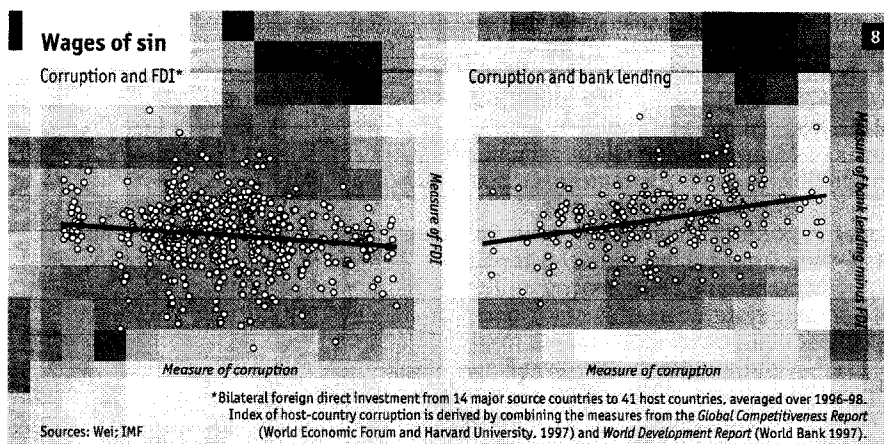 Wages of sin
8
Corruption and FDI*
Corruption and bank lending
Measure of FDI
Measure of bank lending minus FDI
Measure of corruption
Measure of corruption
*Bilateral foreign direct investment from 14 major source countries to 41 host countries, averaged over 1996-98.
Index of host-country corruption is derived by combining the measures from the Global Competitiveness Report
Sources: Wei; IMF
(World Economic Forum and Harvard University, 1997) and World Development Report (World Bank 1997).